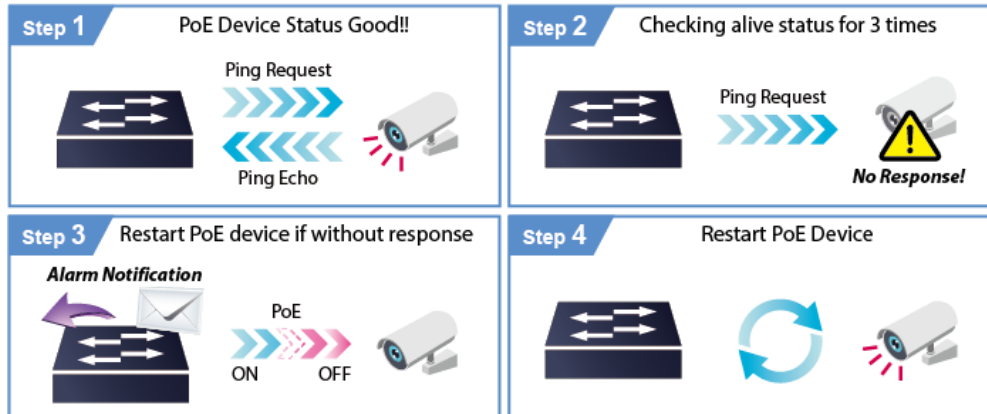 Step 1
PoE Device Status Good!!
Ping Request
Ping Echo
Step 2
Checking alive status for 3 times
Ping Request
No Response!
Step 3
Restart PoE device if without response
Alarm Notification
PoE
ON
OFF
Step 4
Restart PoE Device